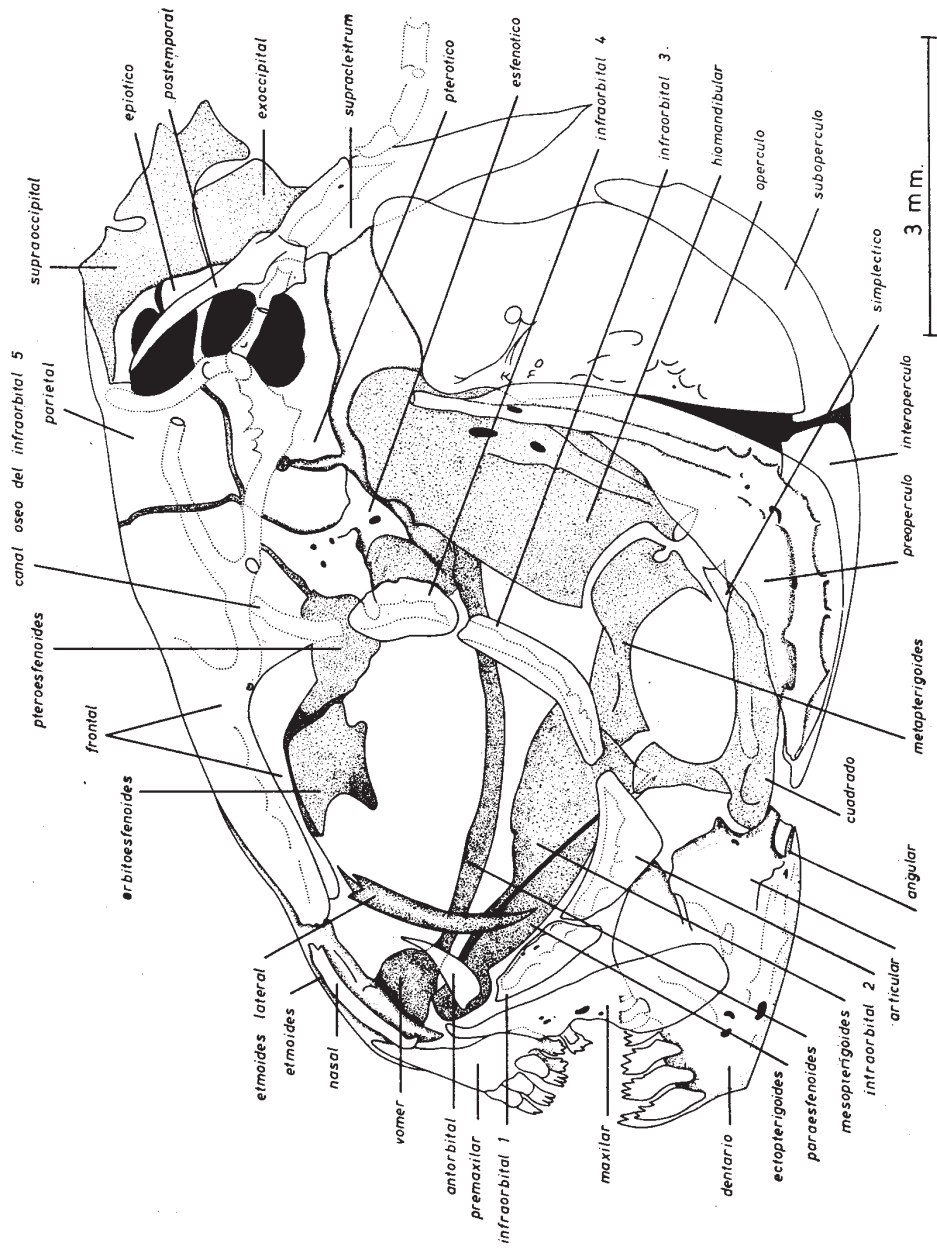 epiotico
postemporal
exoccipital
supracleitrum
pterotico
esfenotico
infraorbital 4
infraorbital 3.
hiomandibular
operculo
suboperculo
simplectico
3 mm.
supraoccipital
parietal
canal oseo del infraorbital 5
pteroesfenoides
frontal
orbitoesfenoides
interoperculo
preoperculo
metapterigoides
cuadrado
angular
articular
infraorbital 2
mesopterigoides
paraesfenoides
ectopterigoides
dentario
maxilar
infraorbital 1
premaxilar
antorbital
vomer
nasal
etmoides
etmoides lateral